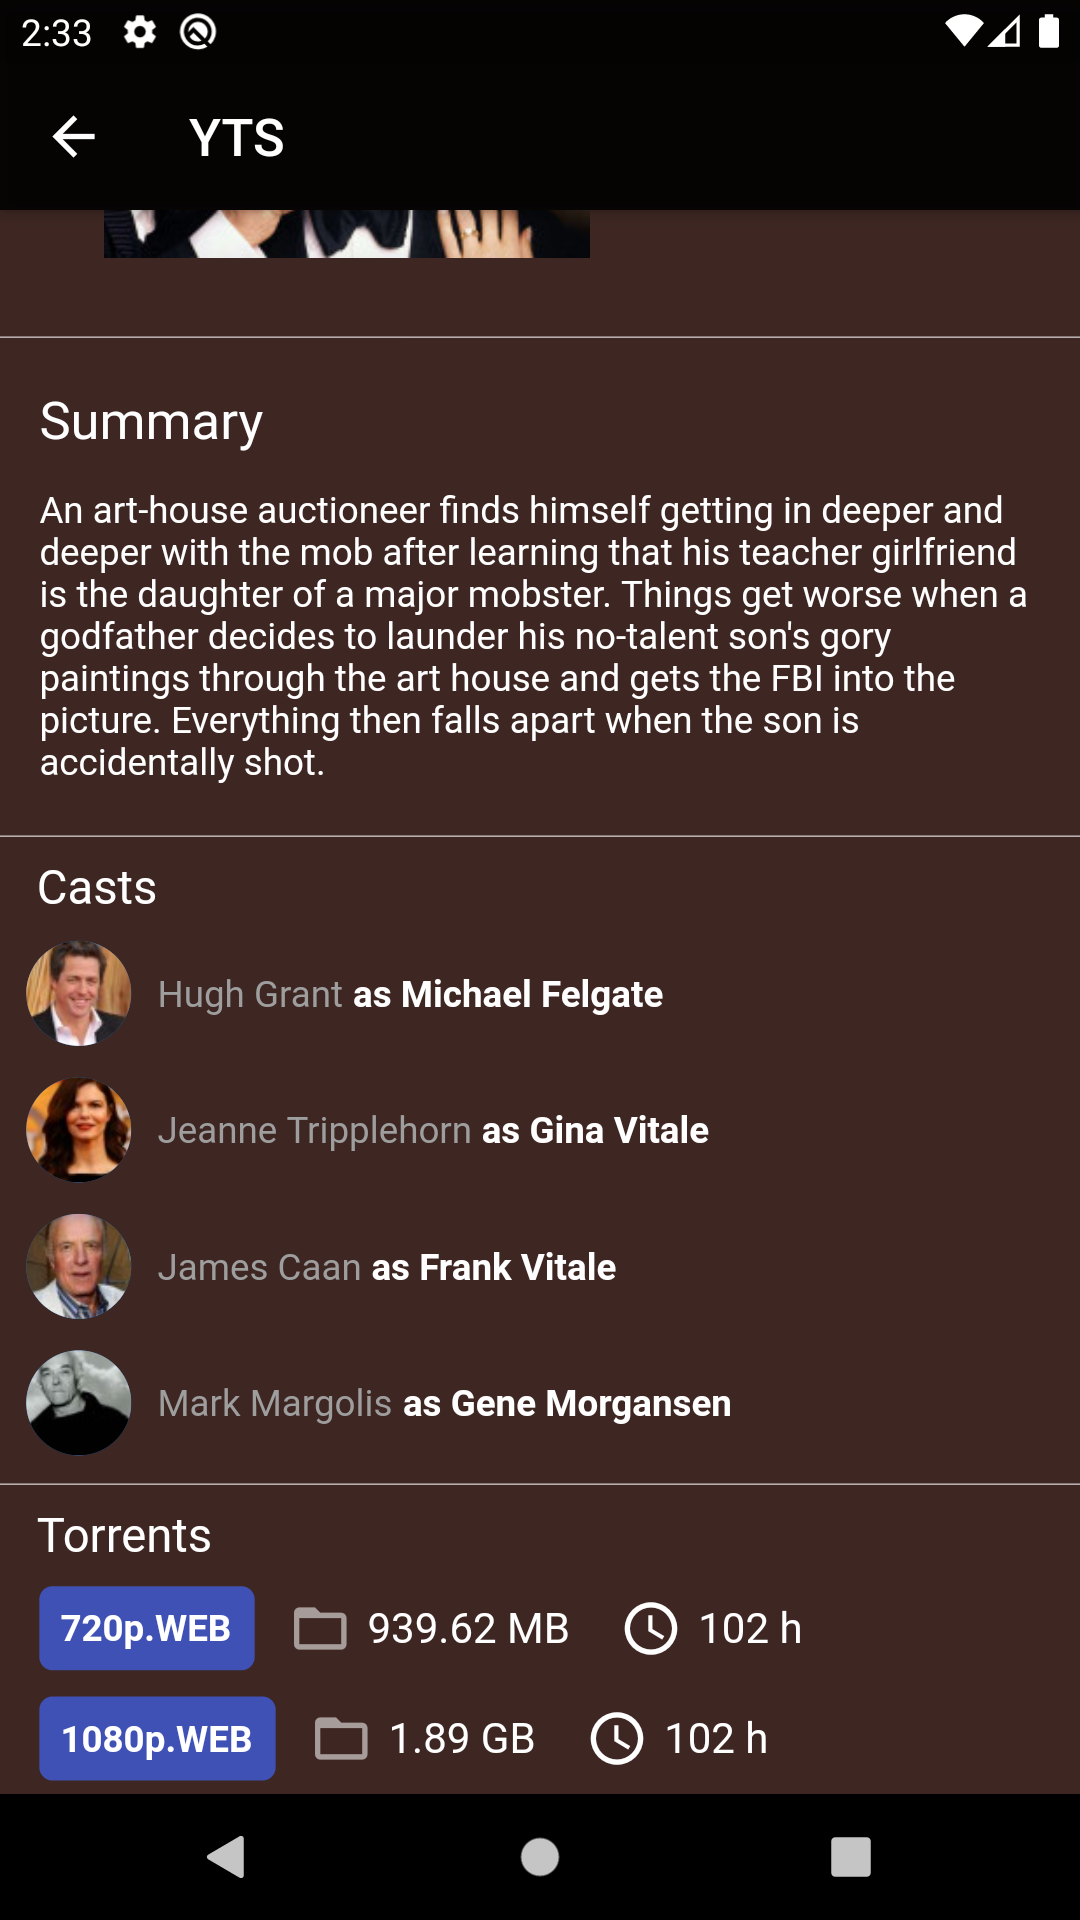 2:33
YTS
Summary
An art-house auctioneer finds himself getting in deeper and
deeper with the mob after learning that his teacher girlfriend
is the daughter of a major mobster. Things get worse when a
godfather decides to launder his no-talent son's gory
paintings through the art house and gets the FBI into the
picture. Everything then falls apart when the son is
accidentally shot.
Casts
Hugh Grant as Michael Felgate
Jeanne Tripplehorn as Gina Vitale
James Caan as Frank Vitale
Mark Margolis as Gene Morgansen
Torrents
720p.WEB 939.62 MB 102 h
1080p.WEB 1.89 GB 102 h